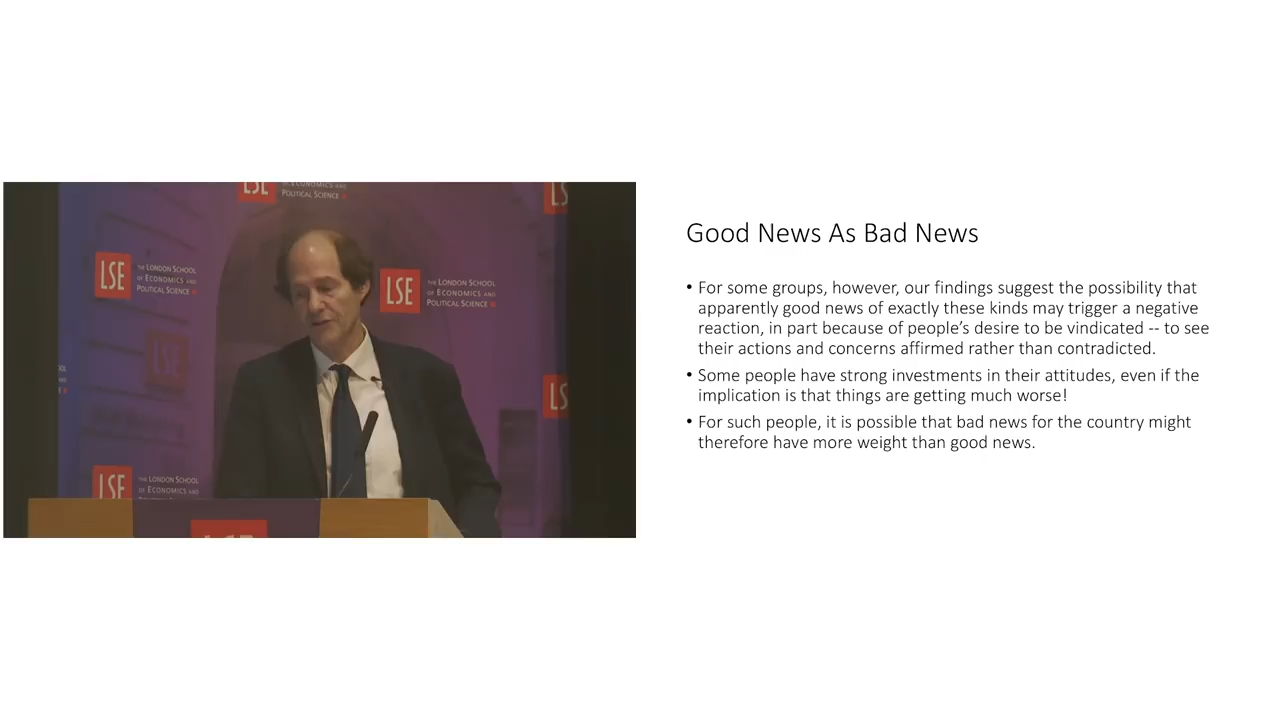 LSE
& ECONOMICS AND
POLITICAL SCIENCE
LS
LSE
THE LONDON SCHOOL
OF ECONOMICS AND
POLITICAL SCIENCE
LSE
THE LONDON SCHOOL
OF ECONOMICS AND
POLITICAL SCIENCE
LSE
LS
LSE
THE LONDON SCHOOL
OF ECONOMICS AND
LSE
Good News As Bad News
• For some groups, however, our findings suggest the possibility that
apparently good news of exactly these kinds may trigger a negative
reaction, in part because of people’s desire to be vindicated -- to see
their actions and concerns affirmed rather than contradicted.
• Some people have strong investments in their attitudes, even if the
implication is that things are getting much worse!
• For such people, it is possible that bad news for the country might
therefore have more weight than good news.